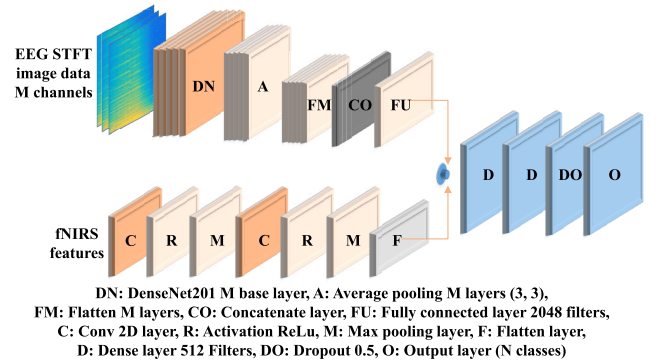 EEG STFT
image data
M channels
DN
A
FM
CO
FU
D
D
DO
O
fNIRS
features
C
R
M
C
R
M
F
DN: DenseNet201 M base layer, A: Average pooling M layers (3, 3),
FM: Flatten M layers, CO: Concatenate layer, FU: Fully connected layer 2048 filters,
C: Conv 2D layer, R: Activation ReLu, M: Max pooling layer, F: Flatten layer,
D: Dense layer 512 Filters, DO: Dropout 0.5, O: Output layer (N classes)